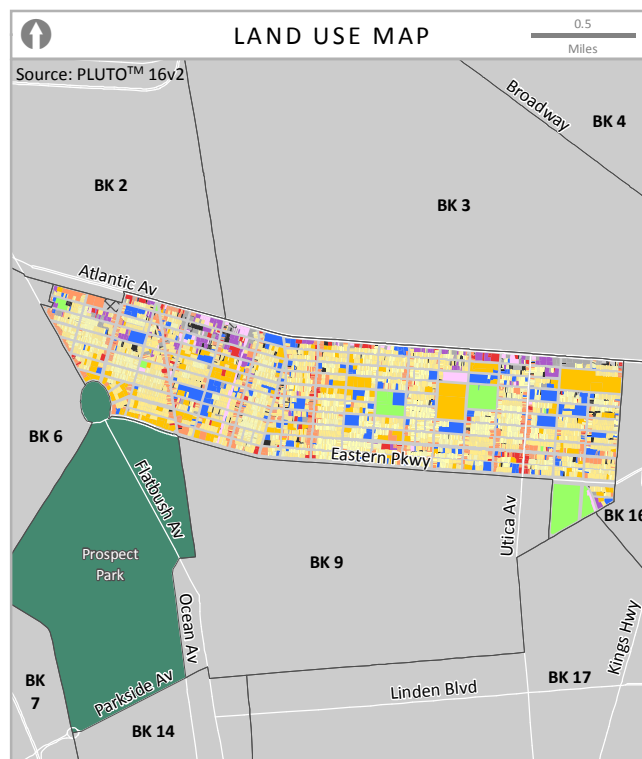 LAND USE MAP
0.5
Miles
Source: PLUTO™ 16v2
Broadway
BK 4
BK 2
BK 3
Atlantic Av
BK 6
Eastern Pkwy
Flatbush Av
Utica Av
BK 16
Prospect
Park
BK 9
Ocean Av
Kings Hwy
BK
7
Parkside Av
Linden Blvd
BK 17
BK 14